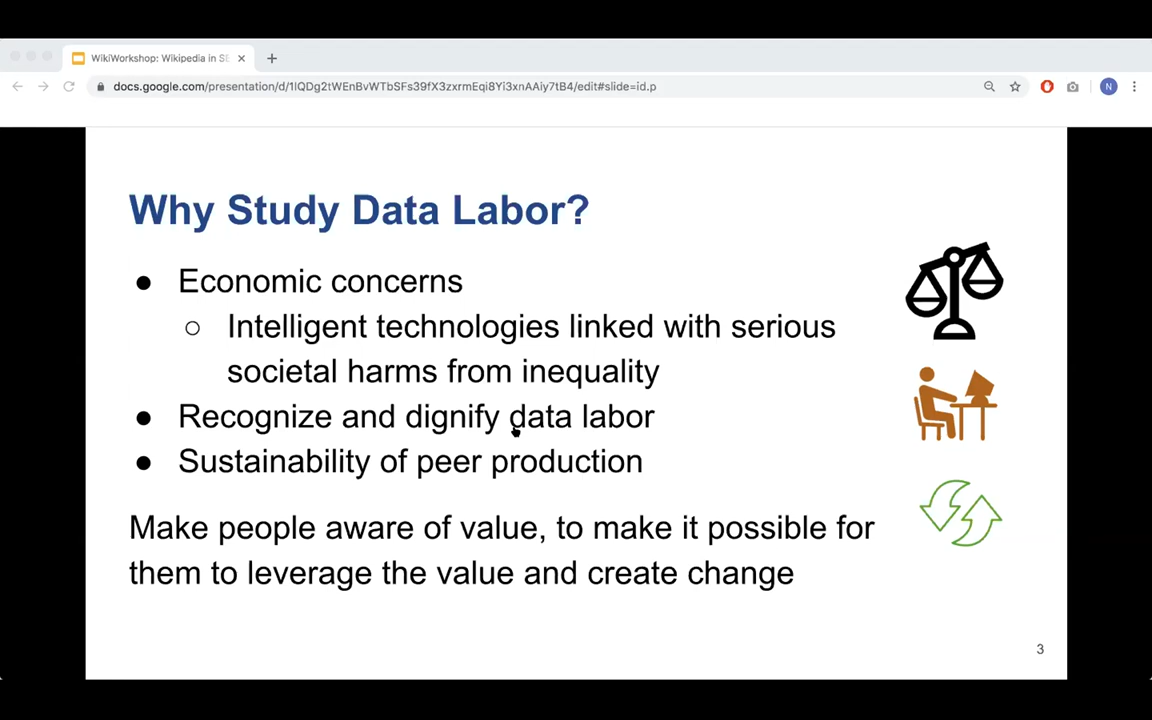 WikiWorkshop: Wikipedia in SE
docs.google.com/presentation/d/1lQDg2tWEnBvWTbSFs39fX3zxrmEqi8Yi3xnAAiy7tB4/edit#slide=id.p
N
Why Study Data Labor?
● Economic concerns
○ Intelligent technologies linked with serious
societal harms from inequality
● Recognize and dignify data labor
● Sustainability of peer production
Make people aware of value, to make it possible for
them to leverage the value and create change
3